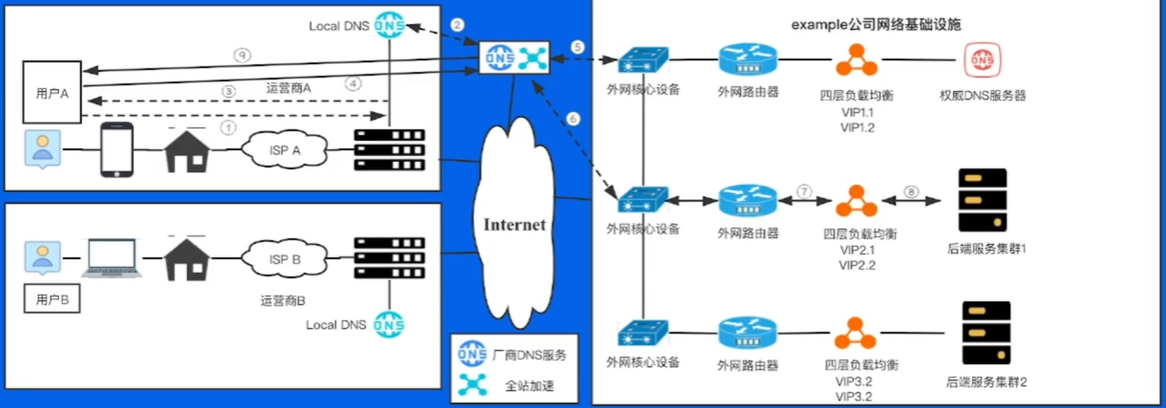 Local DNS
DNS
②
DNS
⑨
④
运营商A
③
①
用户A
ISP A
用户B
ISP B
运营商B
Local DNS
DNS
Internet
⑤
⑥
DNS
厂商DNS服务
全站加速
example公司网络基础设施
外网核心设备
外网路由器
四层负载均衡
VIP1.1
VIP1.2
DNS
权威DNS服务器
⑦
⑧
外网核心设备
外网路由器
四层负载均衡
VIP2.1
VIP2.2
后端服务集群1
外网核心设备
外网路由器
四层负载均衡
VIP3.2
VIP3.2
后端服务集群2